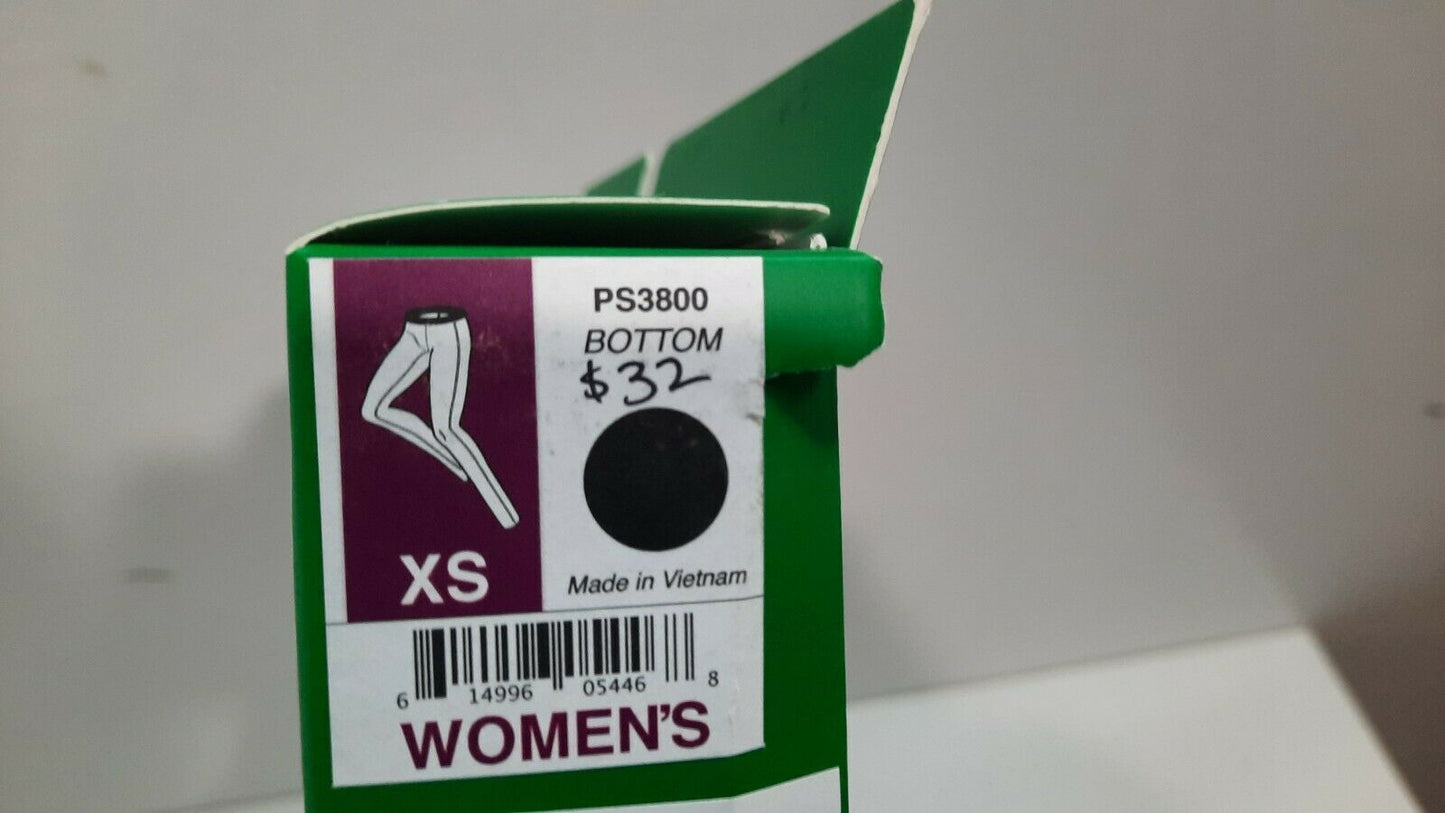 PS3800
BOTTOM
$32
XS
Made in Vietnam
6 14996 05446 8
WOMEN'S